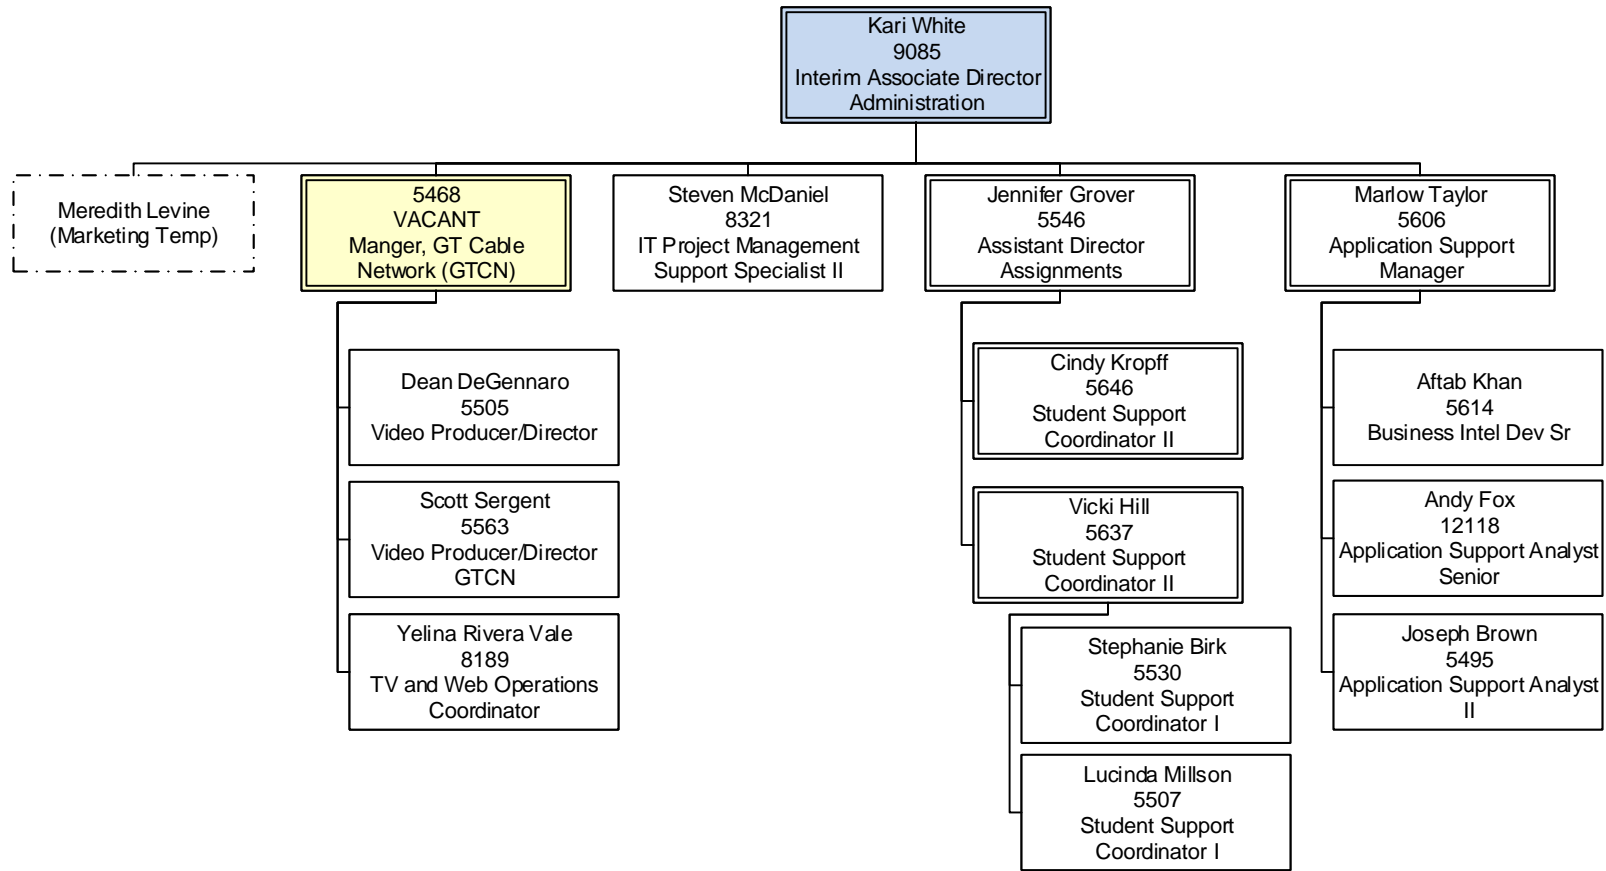 Kari White
9085
Interim Associate Director
Administration
Meredith Levine
(Marketing Temp)
5468
VACANT
Manger, GT Cable
Network (GTCN)
Steven McDaniel
8321
IT Project Management
Support Specialist II
Jennifer Grover
5546
Assistant Director
Assignments
Marlow Taylor
5606
Application Support
Manager
Dean DeGennaro
5505
Video Producer/Director
Scott Sergent
5563
Video Producer/Director
GTCN
Yelina Rivera Vale
8189
TV and Web Operations
Coordinator
Cindy Kropff
5646
Student Support
Coordinator II
Vicki Hill
5637
Student Support
Coordinator II
Stephanie Birk
5530
Student Support
Coordinator I
Lucinda Millson
5507
Student Support
Coordinator I
Aftab Khan
5614
Business Intel Dev Sr
Andy Fox
12118
Application Support Analyst
Senior
Joseph Brown
5495
Application Support Analyst
II